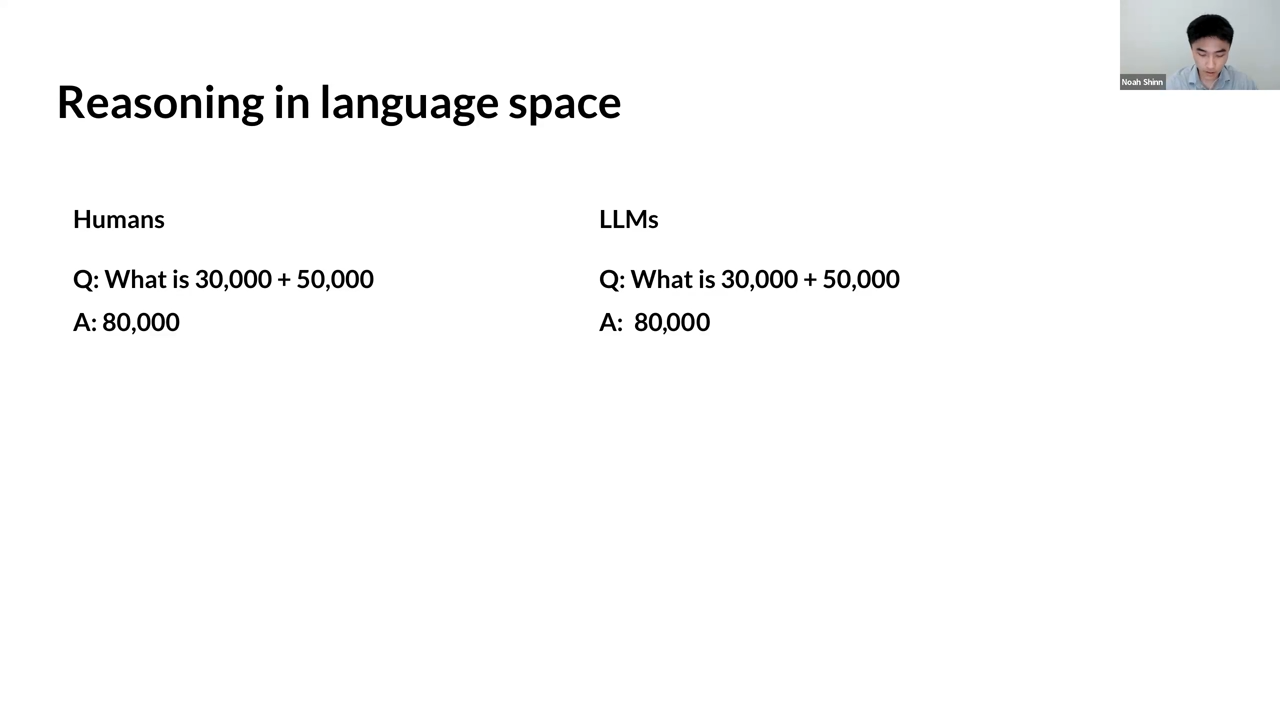 Noah Shinn
Reasoning in language space
Humans
Q: What is 30,000 + 50,000
A: 80,000
LLMs
Q: What is 30,000 + 50,000
A: 80,000